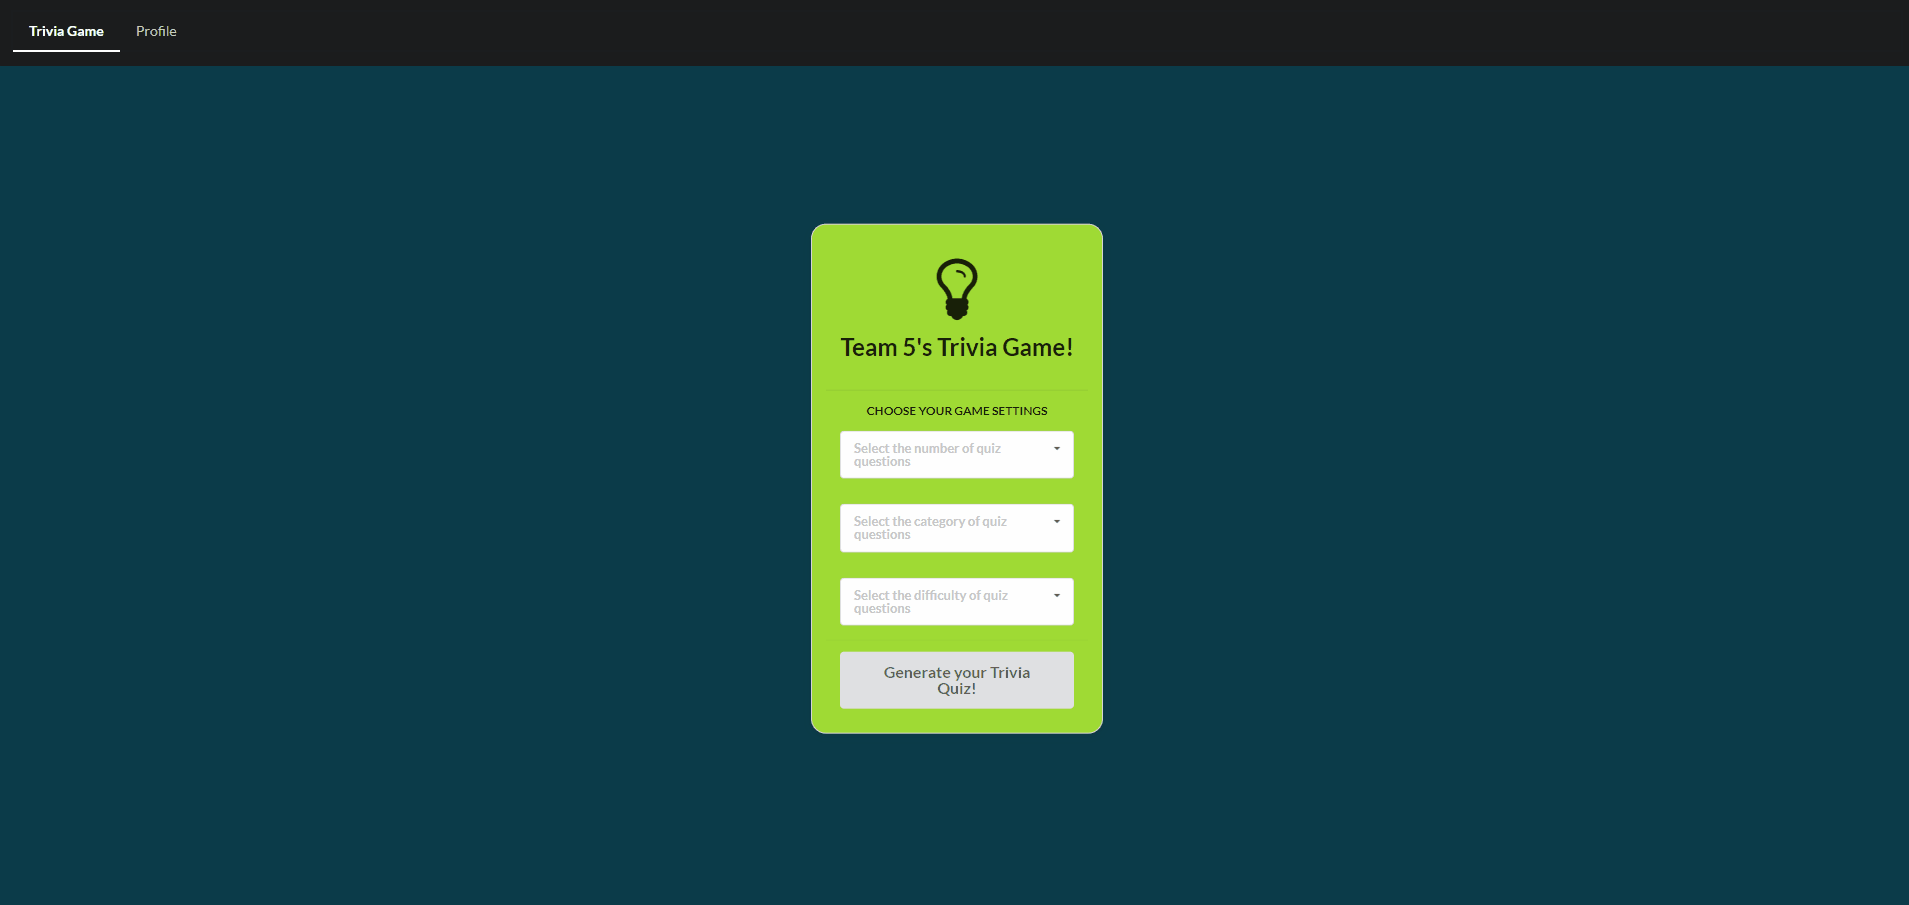 Trivia Game
Profile
Team 5's Trivia Game!
CHOOSE YOUR GAME SETTINGS
Select the number of quiz
questions
Select the category of quiz
questions
Select the difficulty of quiz
questions
Generate your Trivia
Quiz!